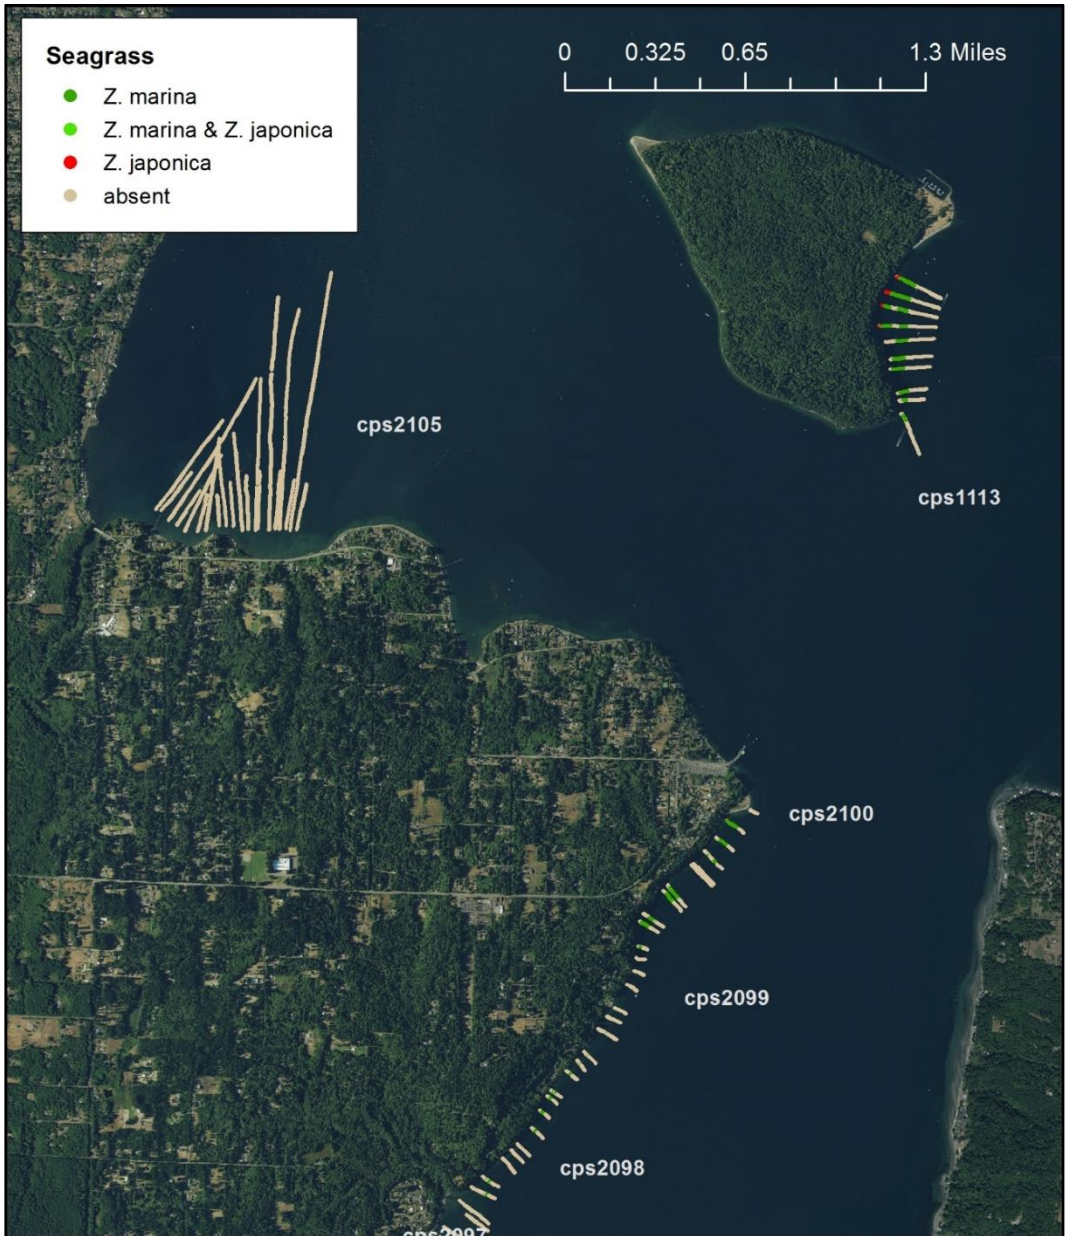 Seagrass
Z. marina
Z. marina & Z. japonica
Z. japonica
absent
0 0.325 0.65 1.3 Miles
cps2105
cps1113
cps2100
cps2099
cps2098
cps2097